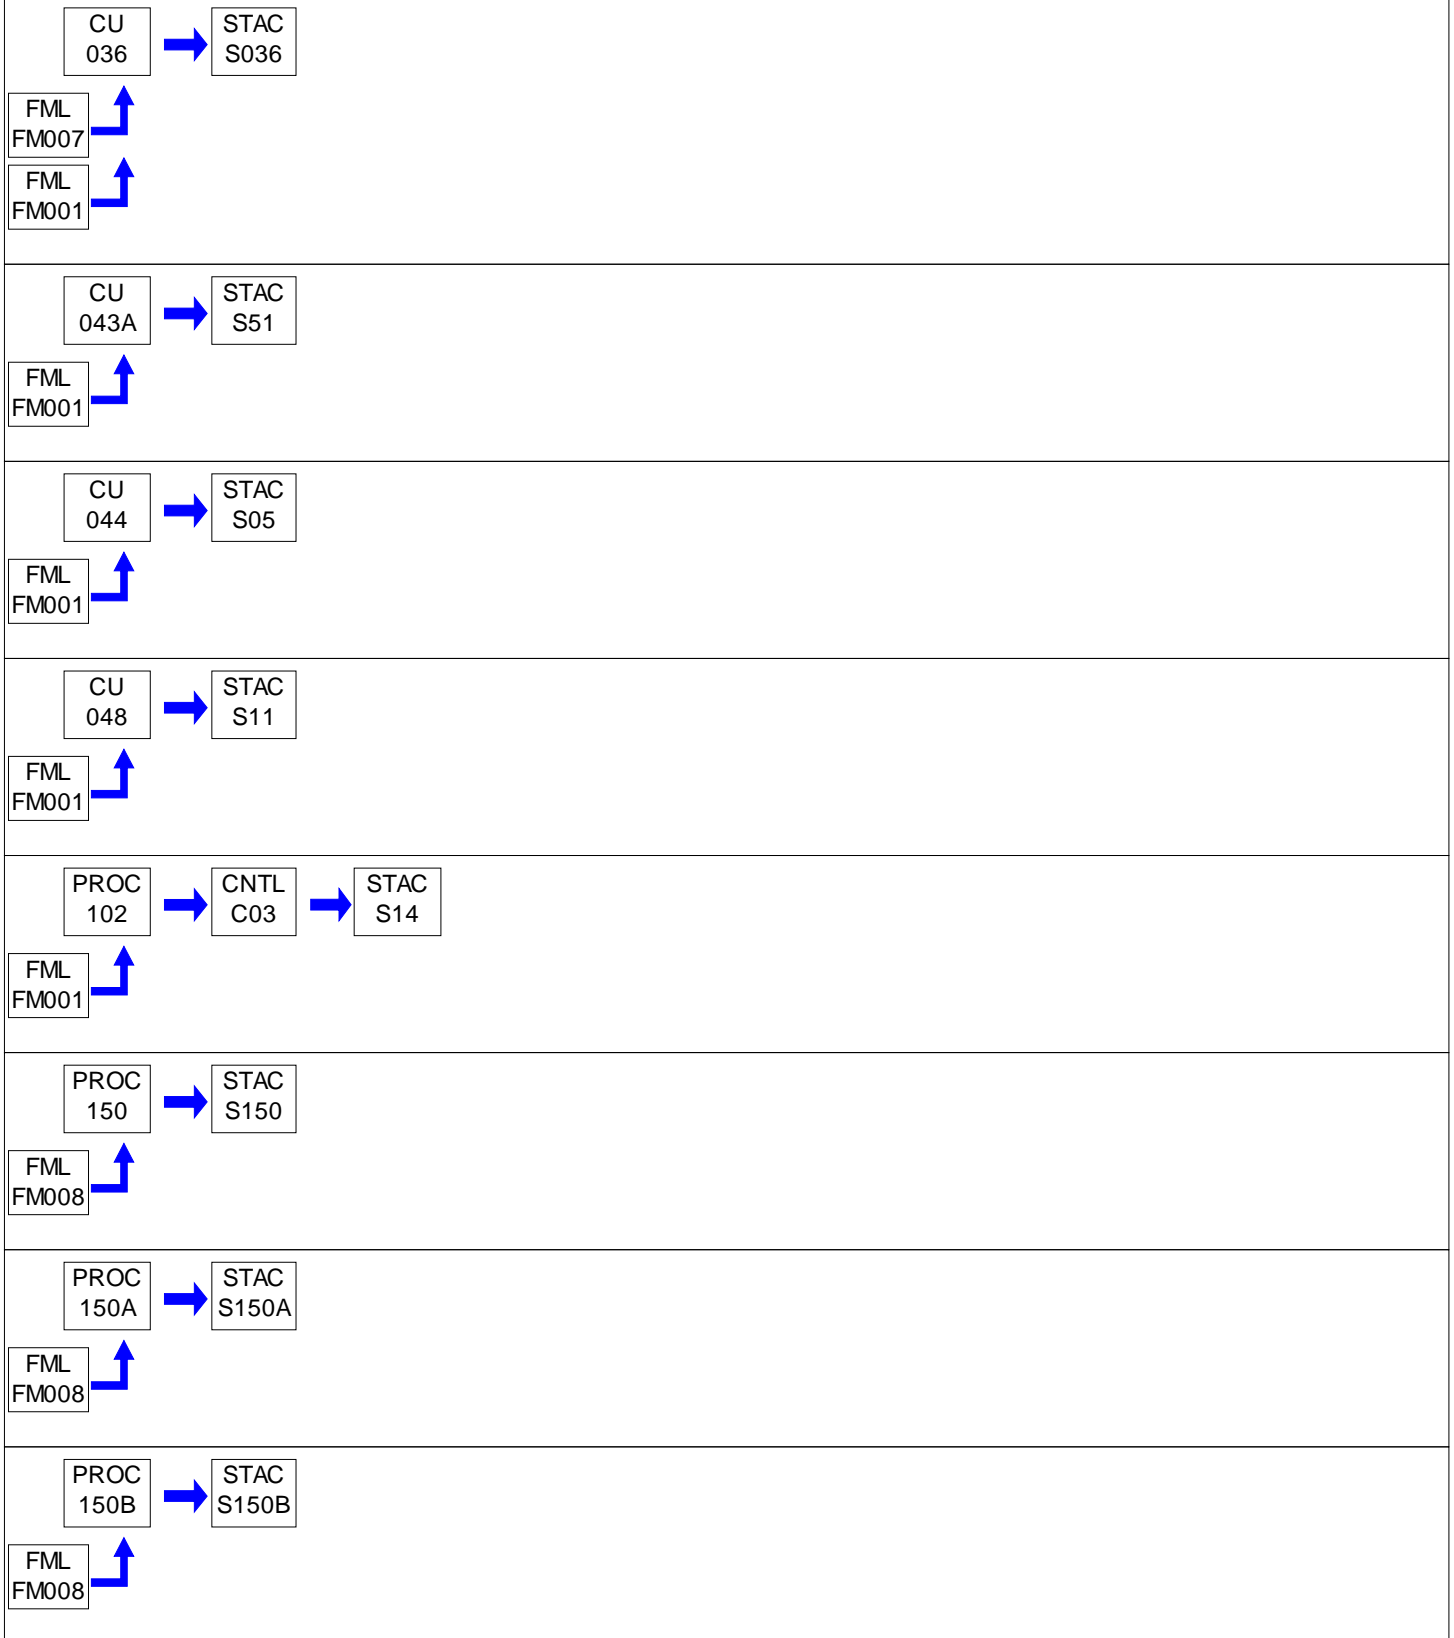 CU
036
STAC
S036
FML
FM007
FML
FM001
CU
043A
STAC
S51
FML
FM001
CU
044
STAC
S05
FML
FM001
CU
048
STAC
S11
FML
FM001
PROC
102
CNTL
C03
STAC
S14
FML
FM001
PROC
150
STAC
S150
FML
FM008
PROC
150A
STAC
S150A
FML
FM008
PROC
150B
STAC
S150B
FML
FM008